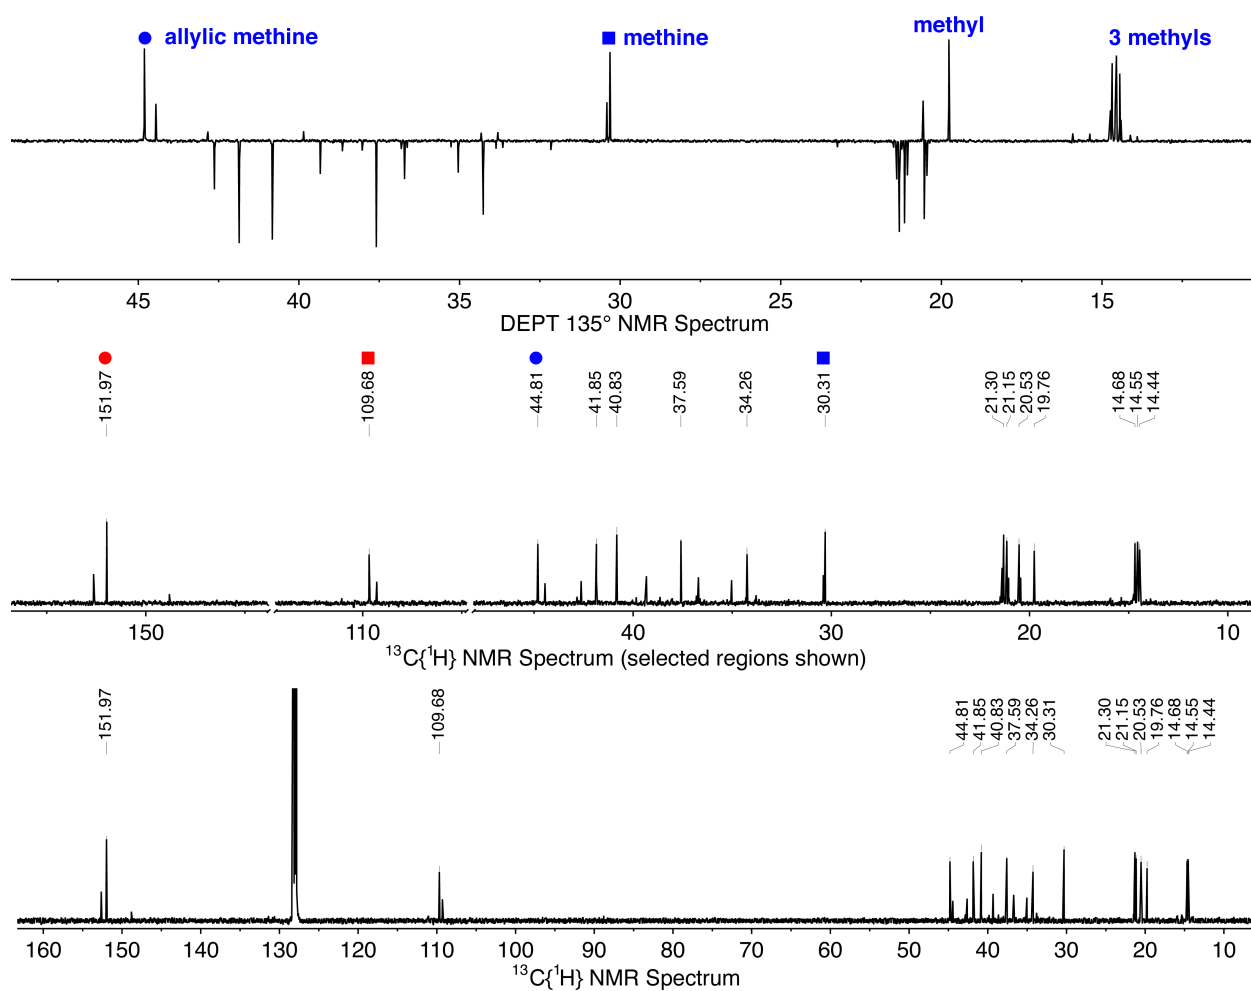 allylic methine methine methyl 3 methyls
45 40 35 30 25 20 15
DEPT 135° NMR Spectrum
151.97 109.68 44.81 41.85 40.83 37.59 34.26 30.31 21.30 21.15 20.53 19.76 14.68 14.55 14.44
150 110 40 30 20 10
13C{1H} NMR Spectrum (selected regions shown)
151.97 109.68 44.81 41.85 40.83 37.59 34.26 30.31 21.30 21.15 20.53 19.76 14.68 14.55 14.44
160 150 140 130 120 110 100 90 80 70 60 50 40 30 20 10
13C{1H} NMR Spectrum